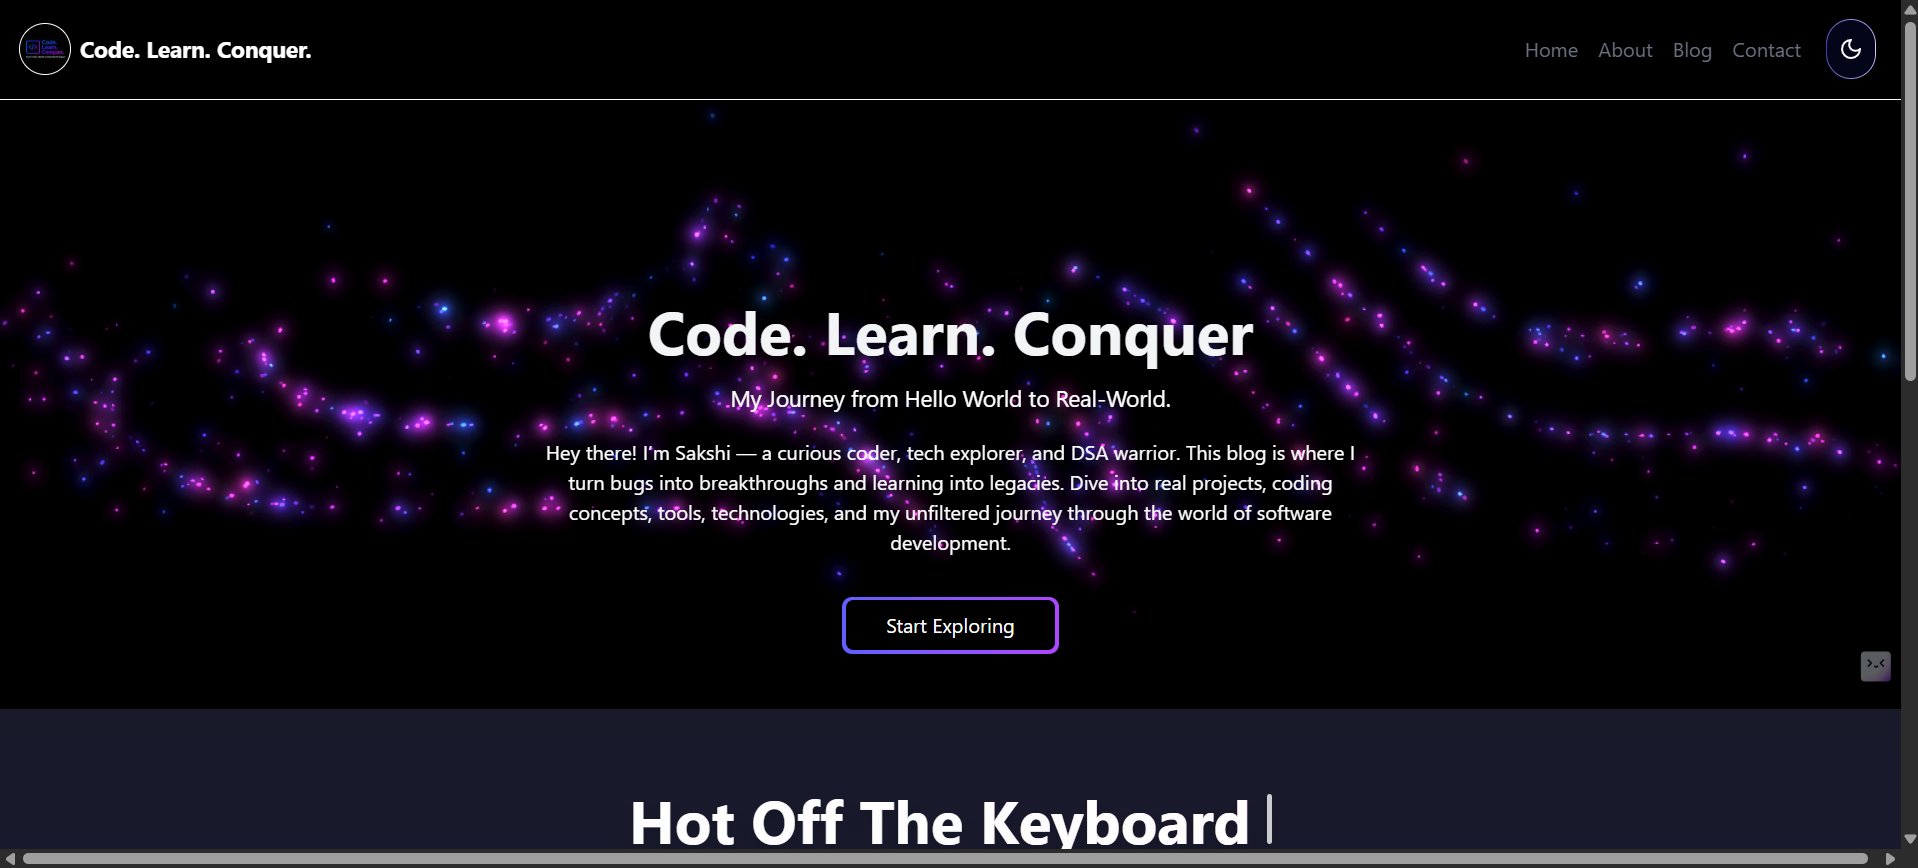 Code. Learn. Conquer.
Home About Blog Contact
Code. Learn. Conquer
My Journey from Hello World to Real-World.
Hey there! I'm Sakshi — a curious coder, tech explorer, and DSA warrior. This blog is where I
turn bugs into breakthroughs and learning into legacies. Dive into real projects, coding
concepts, tools, technologies, and my unfiltered journey through the world of software
development.
Start Exploring
Hot Off The Keyboard